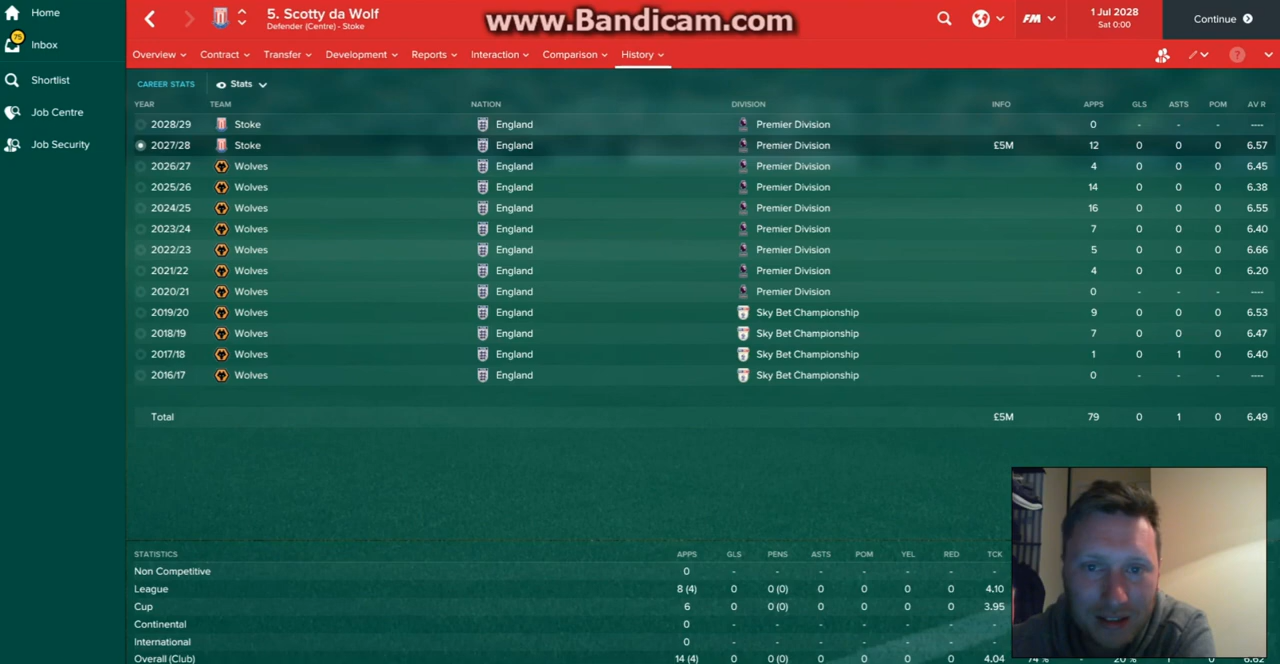 Home
75
Inbox
Shortlist
Job Centre
Job Security
5. Scotty da Wolf
Defender (Centre) - Stoke
www.Bandicam.com
FM
1 Jul 2028
Sat 0:00
Continue
Overview Contract Transfer Development Reports Interaction Comparison History
?
CAREER STATS Stats
YEAR TEAM NATION DIVISION INFO APPS GLS ASTS POM AV R
2028/29 Stoke England Premier Division 0 - - - ----
2027/28 Stoke England Premier Division £5M 12 0 0 0 6.57
2026/27 Wolves England Premier Division 4 0 0 0 6.45
2025/26 Wolves England Premier Division 14 0 0 0 6.38
2024/25 Wolves England Premier Division 16 0 0 0 6.55
2023/24 Wolves England Premier Division 7 0 0 0 6.40
2022/23 Wolves England Premier Division 5 0 0 0 6.66
2021/22 Wolves England Premier Division 4 0 0 0 6.20
2020/21 Wolves England Premier Division 0 - - - ----
2019/20 Wolves England Sky Bet Championship 9 0 0 0 6.53
2018/19 Wolves England Sky Bet Championship 7 0 0 0 6.47
2017/18 Wolves England Sky Bet Championship 1 0 1 0 6.40
2016/17 Wolves England Sky Bet Championship 0 - - - ----
Total £5M 79 0 1 0 6.49
STATISTICS APPS GLS PENS ASTS POM YEL RED TCK
Non Competitive 0 - - - - - - -
League 8 (4) 0 0 (0) 0 0 0 0 4.10
Cup 6 0 0 (0) 0 0 0 0 3.95
Continental 0 - - - - - - -
International 0 - - - - - - -
Overall (Club) 14 (4) 0 0 (0) 0 0 0 0 4.04 74 % - 20 % 1 0 6.62